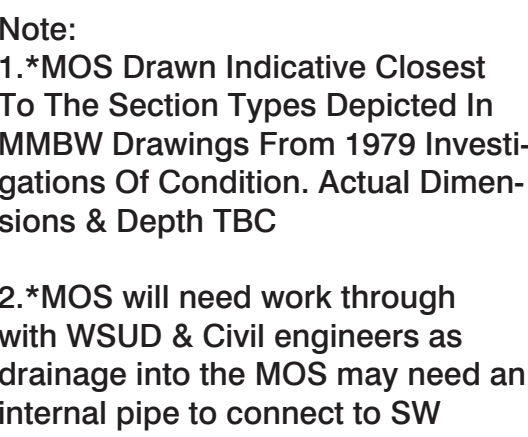 Note:
1.*MOS Drawn Indicative Closest
To The Section Types Depicted In
MMBW Drawings From 1979 Investi-
gations Of Condition. Actual Dimen-
sions & Depth TBC
2.*MOS will need work through
with WSUD & Civil engineers as
drainage into the MOS may need an
internal pipe to connect to SW